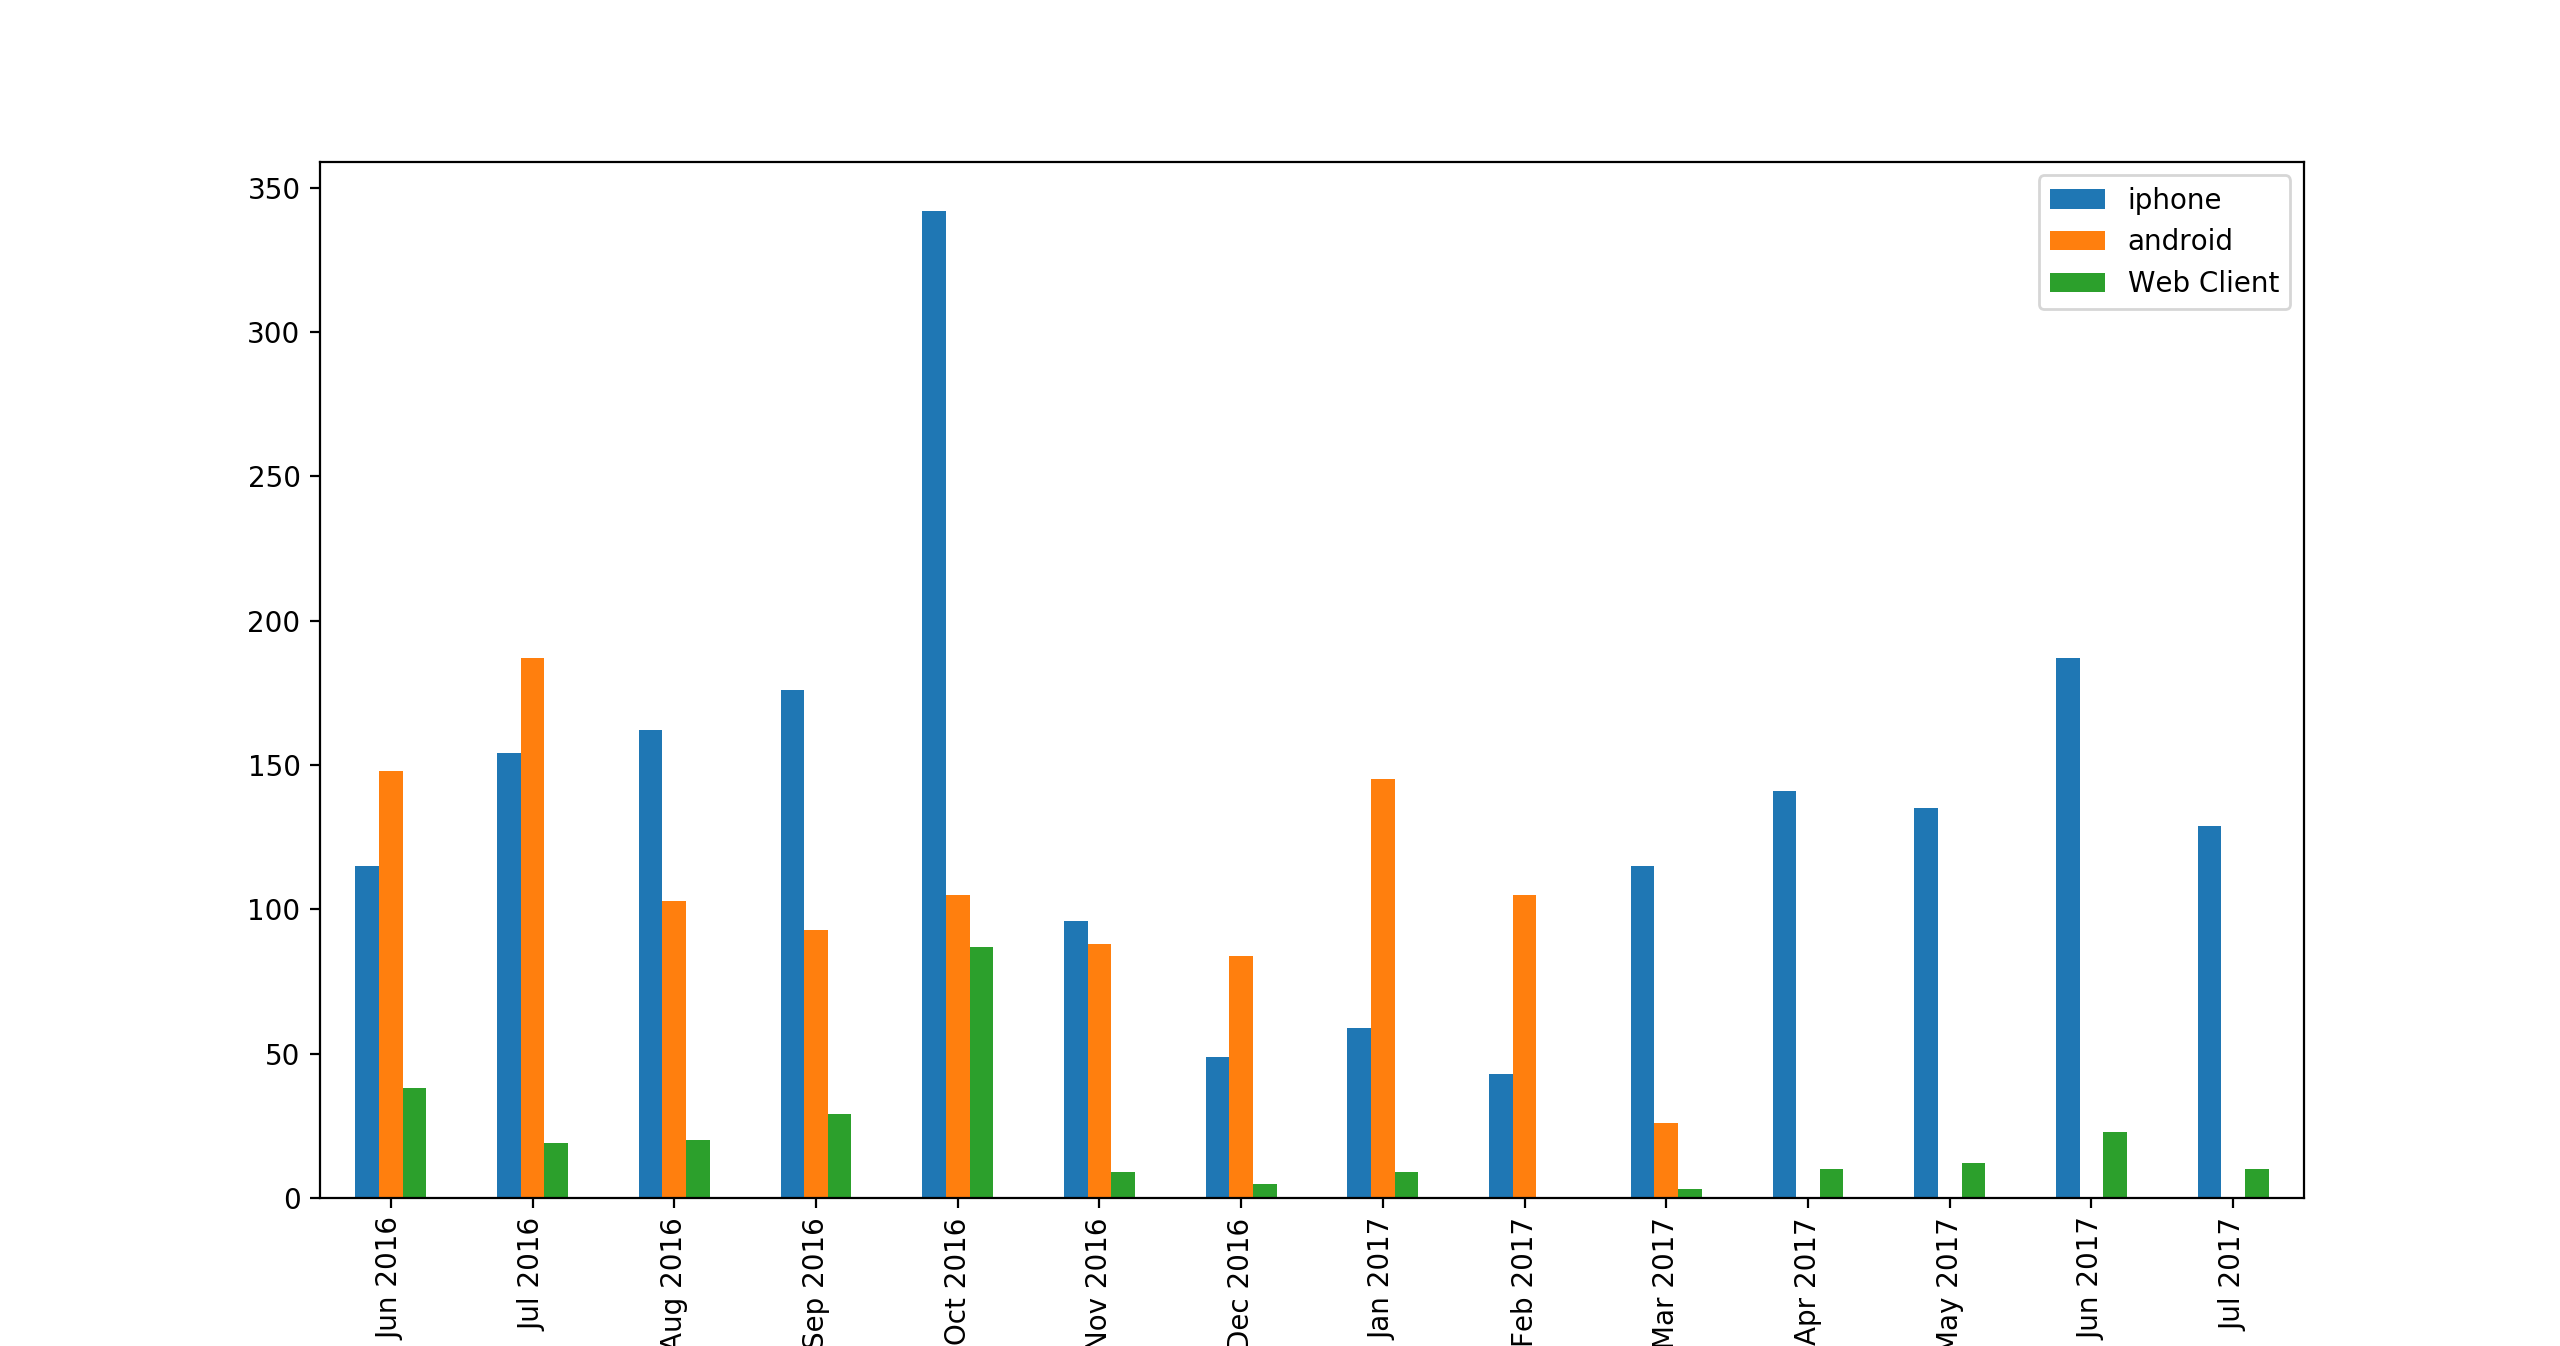 350
300
250
200
150
100
50
0
iphone
android
Web Client
Jun 2016
Jul 2016
Aug 2016
Sep 2016
Oct 2016
Nov 2016
Dec 2016
Jan 2017
Feb 2017
Mar 2017
Apr 2017
May 2017
Jun 2017
Jul 2017